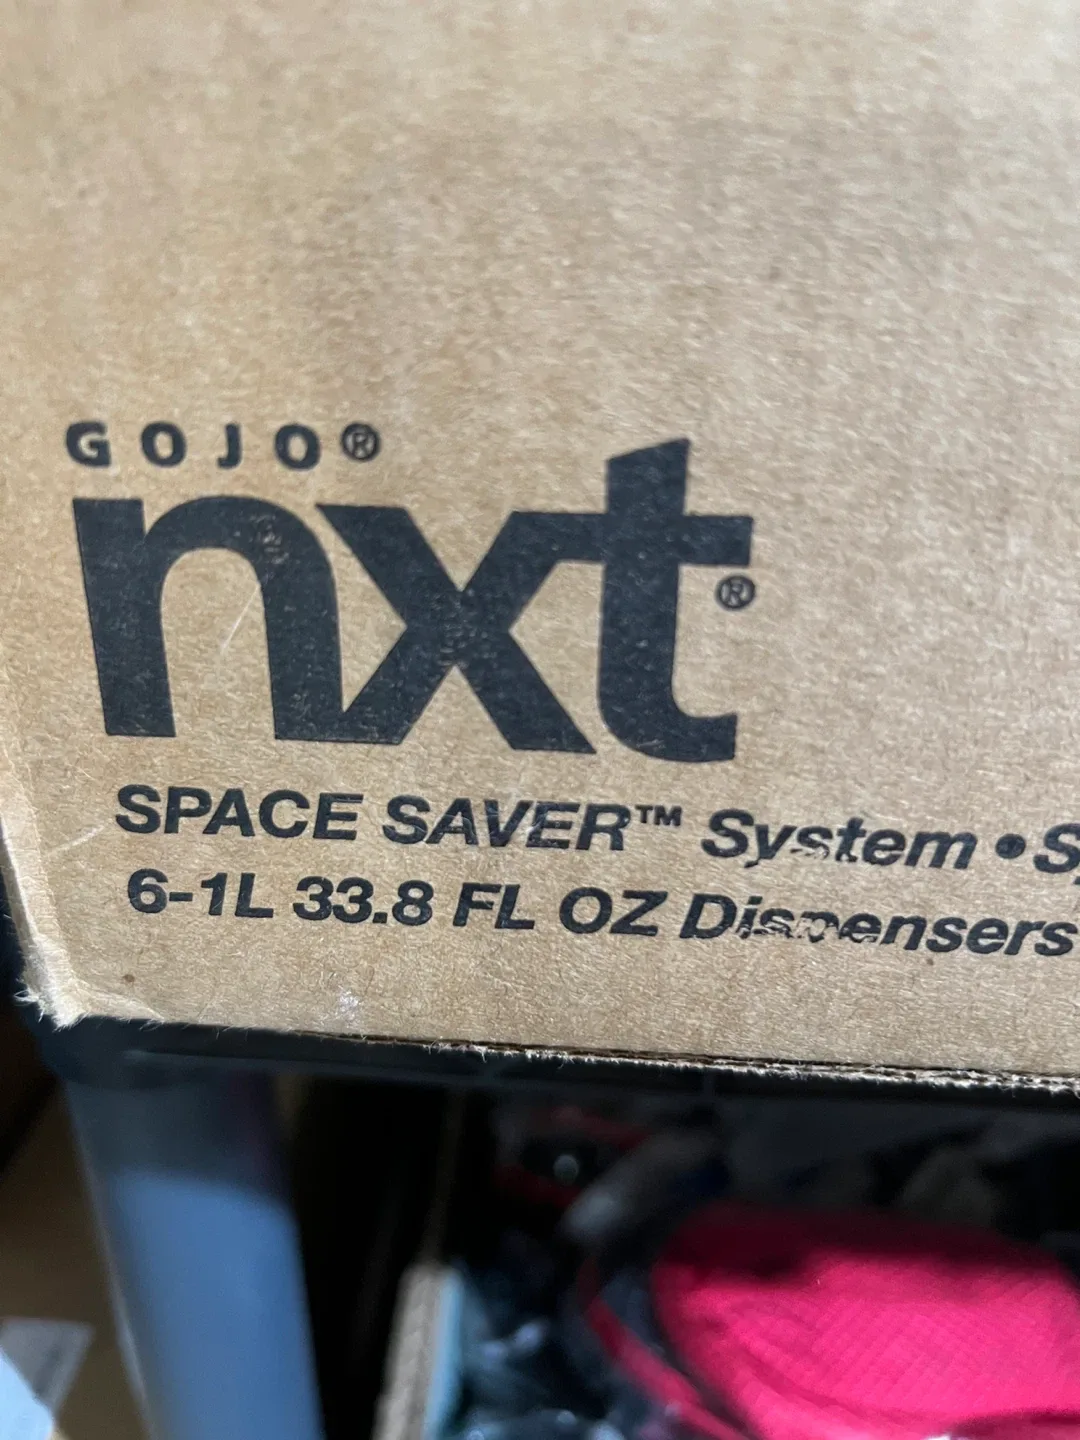 GOJO®
nxt®
SPACE SAVER™ System • S
6-1L 33.8 FL OZ Dispensers